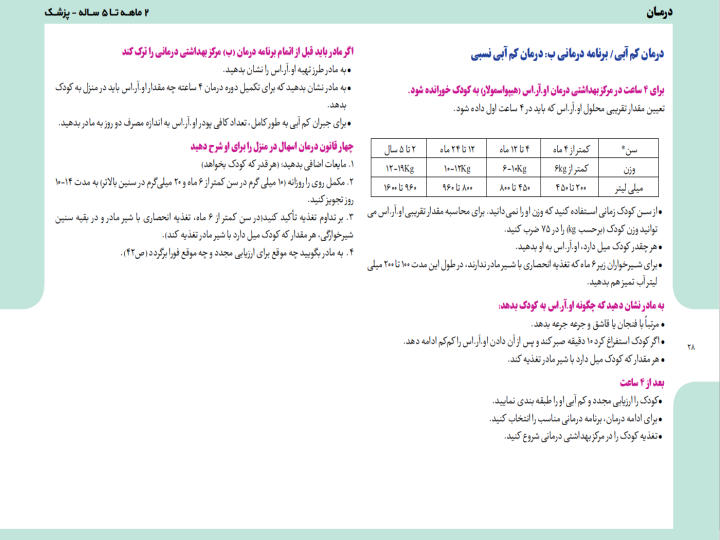 درمـان
۲ ماهـه تـا ۵ سـاله - پزشـک
درمان کم آبی/ برنامه درمانی ب: درمان کم آبی نسبی
برای ۴ ساعت در مرکز بهداشتی درمان او.آر.اس (هیپواسمولار) به کودک خورانده شود.
تعیین مقدار تقریبی محلول او.آر.اس که باید در ۴ ساعت اول داده شود.
سن* کمتر از ۴ ماه ۴ تا ۱۲ ماه ۱۲ تا ۲۴ ماه ۲ تا ۵ سال
وزن کمتر از ۶kg ۶-۱۰Kg ۱۰-۱۲Kg ۱۲-۱۹Kg
میلی لیتر ۲۰۰ تا ۴۵۰ ۴۵۰ تا ۸۰۰ ۸۰۰ تا ۹۶۰ ۹۶۰ تا ۱۶۰۰
• از سـن کودک زمانی اسـتفاده کنید که وزن او را نمی‌دانید. برای محاسبه مقدار تقریبی او.آر.اس می
توانید وزن کودک (برحسب kg) را در ۷۵ ضرب کنید.
• هر چقدر کودک میل دارد، او.آر.اس به او بدهید.
• برای شیرخواران زیر ۶ ماه که تغذیه انحصاری با شـیر مادر ندارند، در طول این مدت ۱۰۰ تا ۲۰۰ میلی
لیتر آب تمیز هم بدهید.
به مادر نشان دهید که چگونه او.آر.اس به کودک بدهد:
• مرتباً با فنجان یا قاشق و جرعه جرعه بدهد.
• اگر کودک استفراغ کرد ۱۰ دقیقه صبر کند و پس از آن دادن او.آر.اس را کم‌کم ادامه دهد.
• هر مقدار که کودک میل دارد با شیر مادر تغذیه کند.
بعد از ۴ ساعت
•کودک را ارزیابی مجدد و کم آبی او را طبقه بندی نمایید.
•برای ادامه درمان، برنامه درمانی مناسب را انتخاب کنید.
•تغذیه کودک را در مرکز بهداشتی درمانی شروع کنید.
اگر مادر باید قبل از اتمام برنامه درمان (ب) مرکز بهداشتی درمانی را ترک کند
•به مادر طرز تهیه او.آر.اس را نشان بدهید.
•به مادر نشان بدهید که برای تکمیل دوره درمان ۴ ساعته چه مقدار او.آر.اس باید در منزل به کودک
بدهد.
•برای جبران کم آبی به طور کامل، تعداد کافی پودر او.آر.اس به اندازه مصرف دو روز به مادر بدهید.
چهار قانون درمان اسهال در منزل را برای او شرح دهید
۱. مایعات اضافی بدهید: (هر قدر که کودک بخواهد)
۲. مکمل روی را روزانه (۱۰ میلی گرم در سن کمتر از ۶ ماه و ۲۰ میلی‌گرم در سنین بالاتر) به مدت ۱۴-۱۰
روز تجویز کنید.
۳. بر تداوم تغذیه تأکید کنید(در سن کمتر از ۶ ماه، تغذیه انحصاری با شیر مادر و در بقیه سنین
شیرخوارگی، هر مقدار که کودک میل دارد با شیر مادر تغذیه کند).
۴. به مادر بگویید چه موقع برای ارزیابی مجدد و چه موقع فورا برگردد (ص۴۲).
۲۸